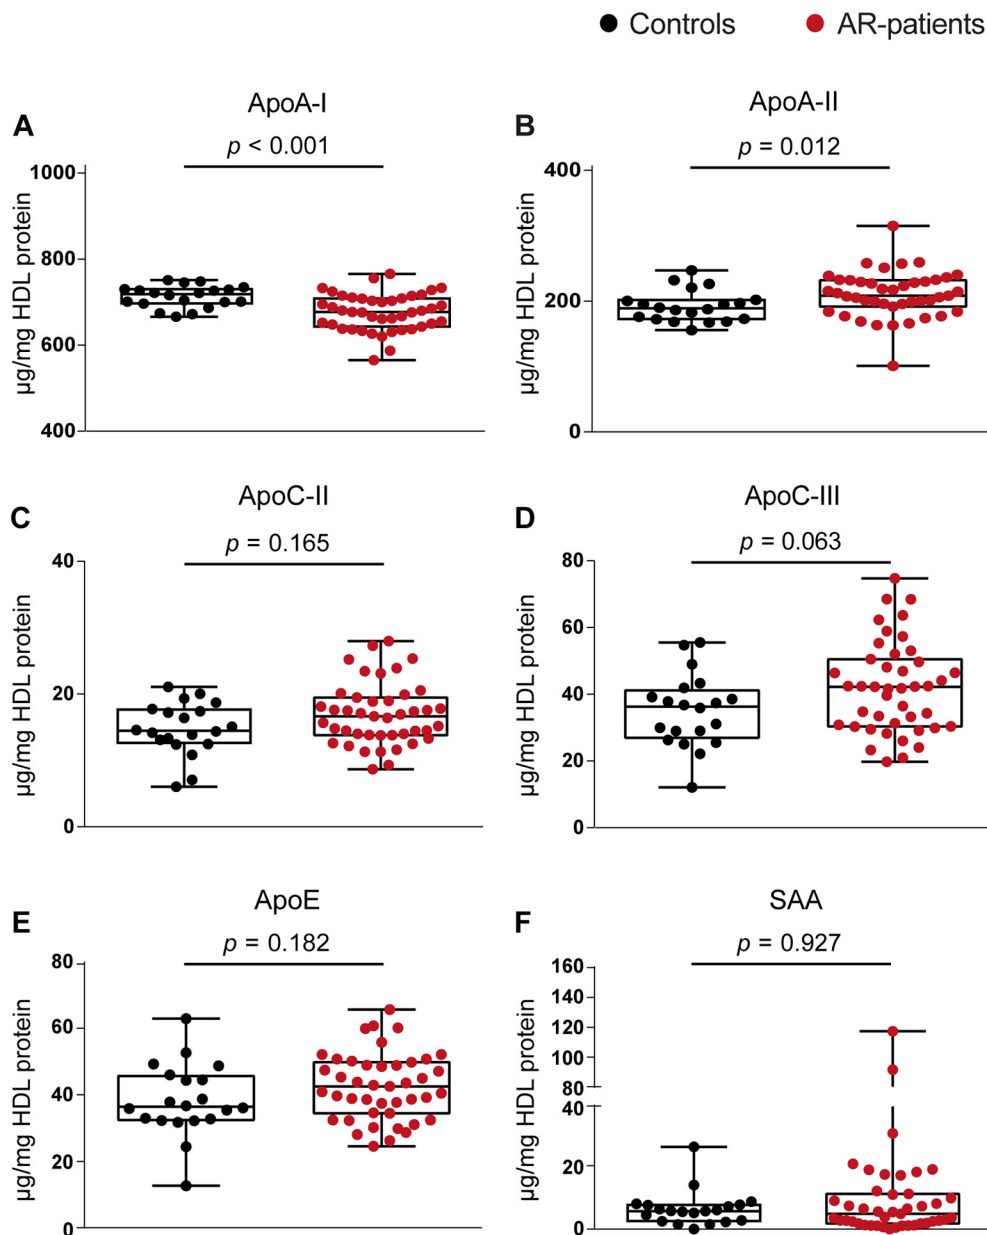 Controls AR-patients
A
ApoA-I
p < 0.001
µg/mg HDL protein
1000
800
600
400
B
ApoA-II
p = 0.012
µg/mg HDL protein
400
200
0
C
ApoC-II
p = 0.165
µg/mg HDL protein
40
20
0
D
ApoC-III
p = 0.063
µg/mg HDL protein
80
60
40
20
0
E
ApoE
p = 0.182
µg/mg HDL protein
80
60
40
20
0
F
SAA
p = 0.927
µg/mg HDL protein
160
140
120
100
80
40
20
0